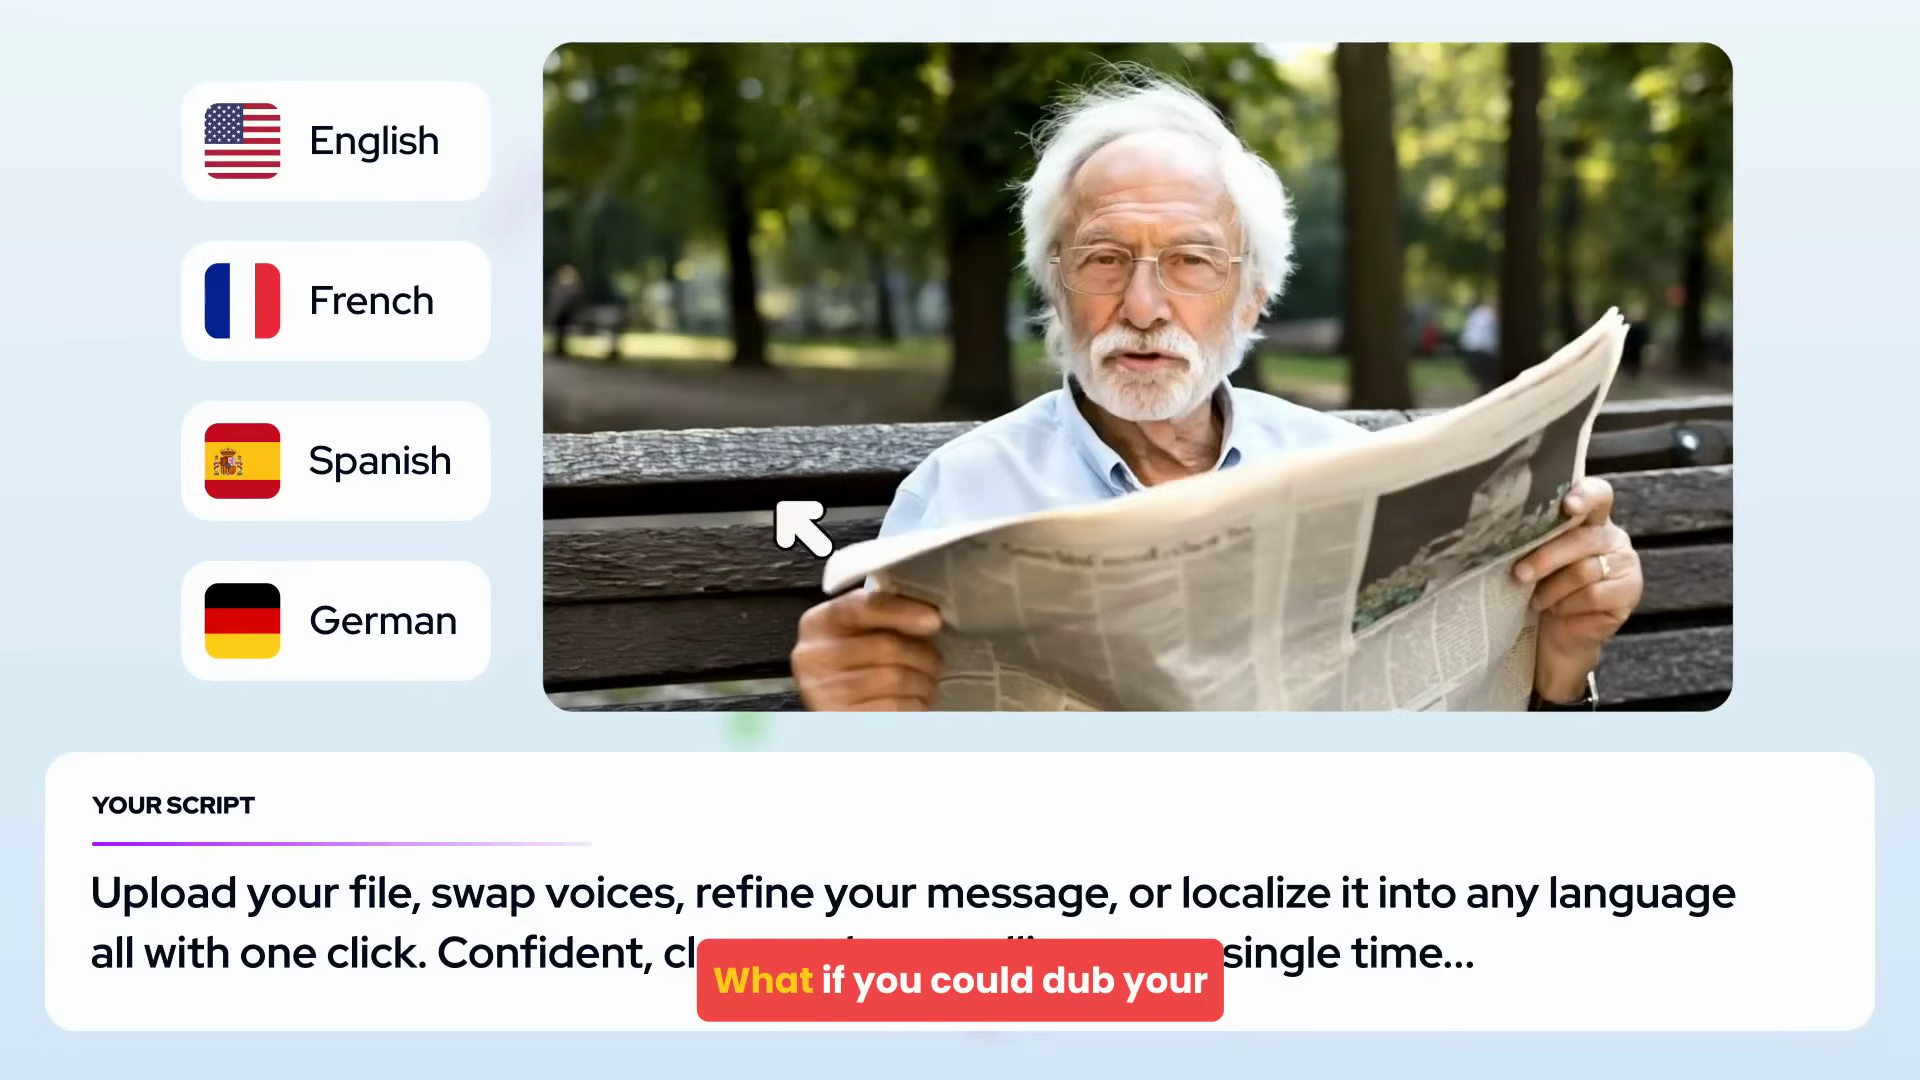 English
French
Spanish
German
YOUR SCRIPT
Upload your file, swap voices, refine your message, or localize it into any language
all with one click. Confident, single time...
What if you could dub your